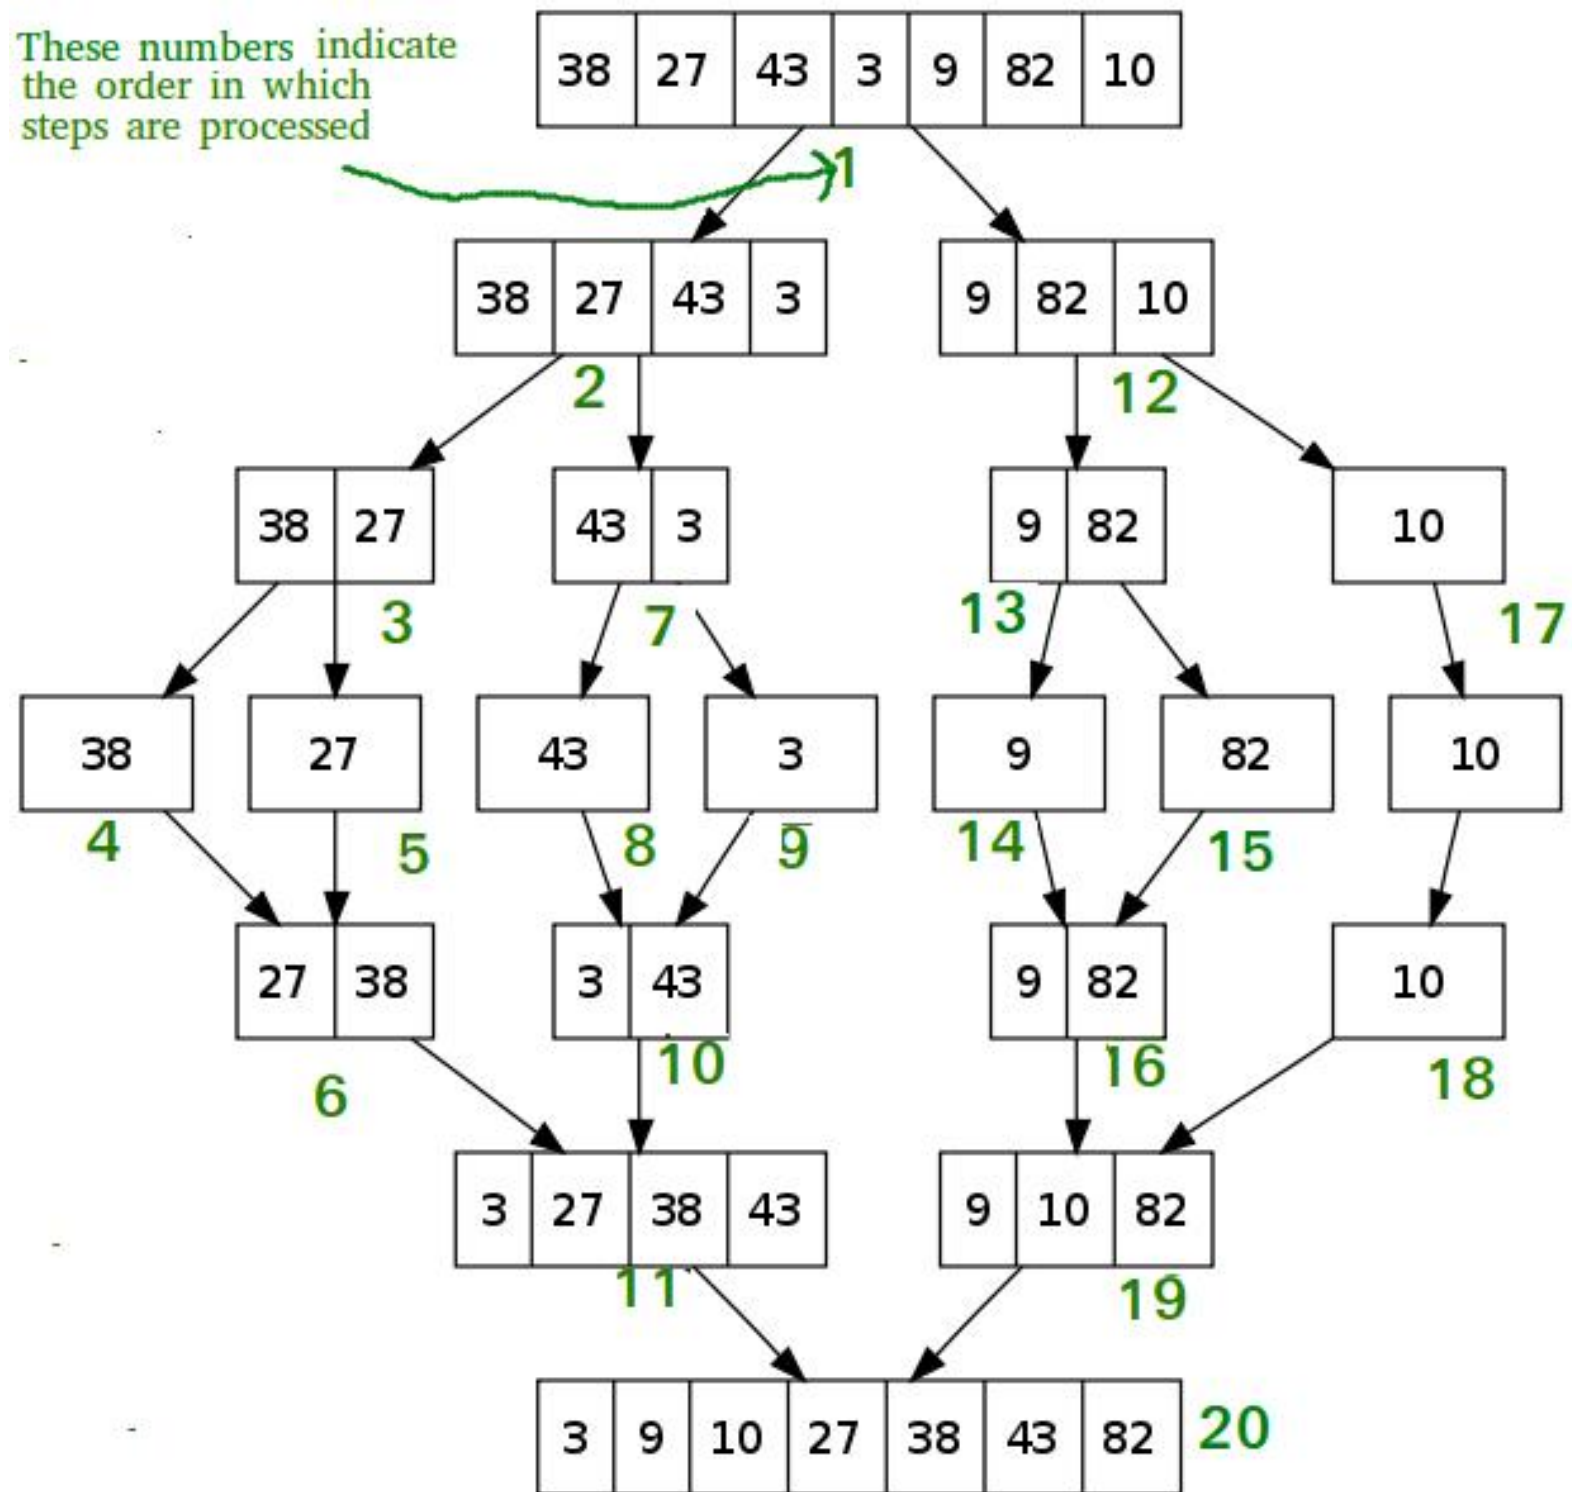 These numbers indicate
the order in which
steps are processed
38 27 43 3 9 82 10
1
38 27 43 3 9 82 10
2 12
38 27 43 3 9 82 10
3 7 13 17
38 27 43 3 9 82 10
4 5 8 9 14 15
27 38 3 43 9 82 10
6 10 16 18
3 27 38 43 9 10 82
11 19
3 9 10 27 38 43 82 20